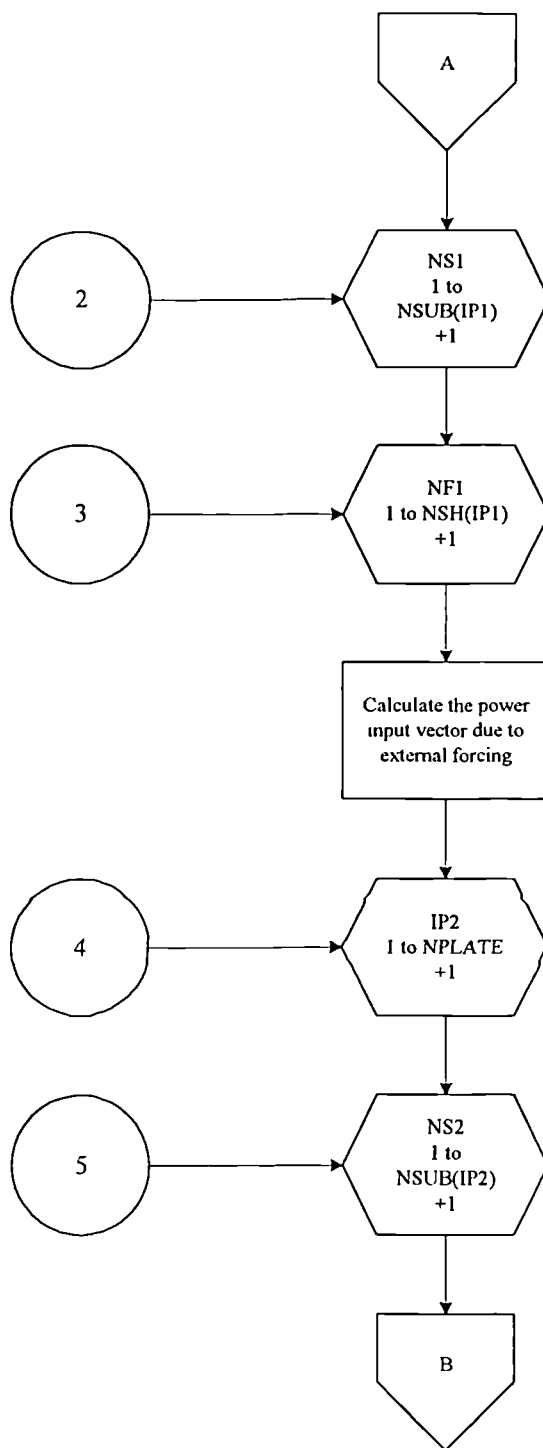 A
2
NS1
1 to
NSUB(IP1)
+1
3
NF1
1 to NSH(IP1)
+1
Calculate the power
input vector due to
external forcing
4
IP2
1 to NPLATE
+1
5
NS2
1 to
NSUB(IP2)
+1
B